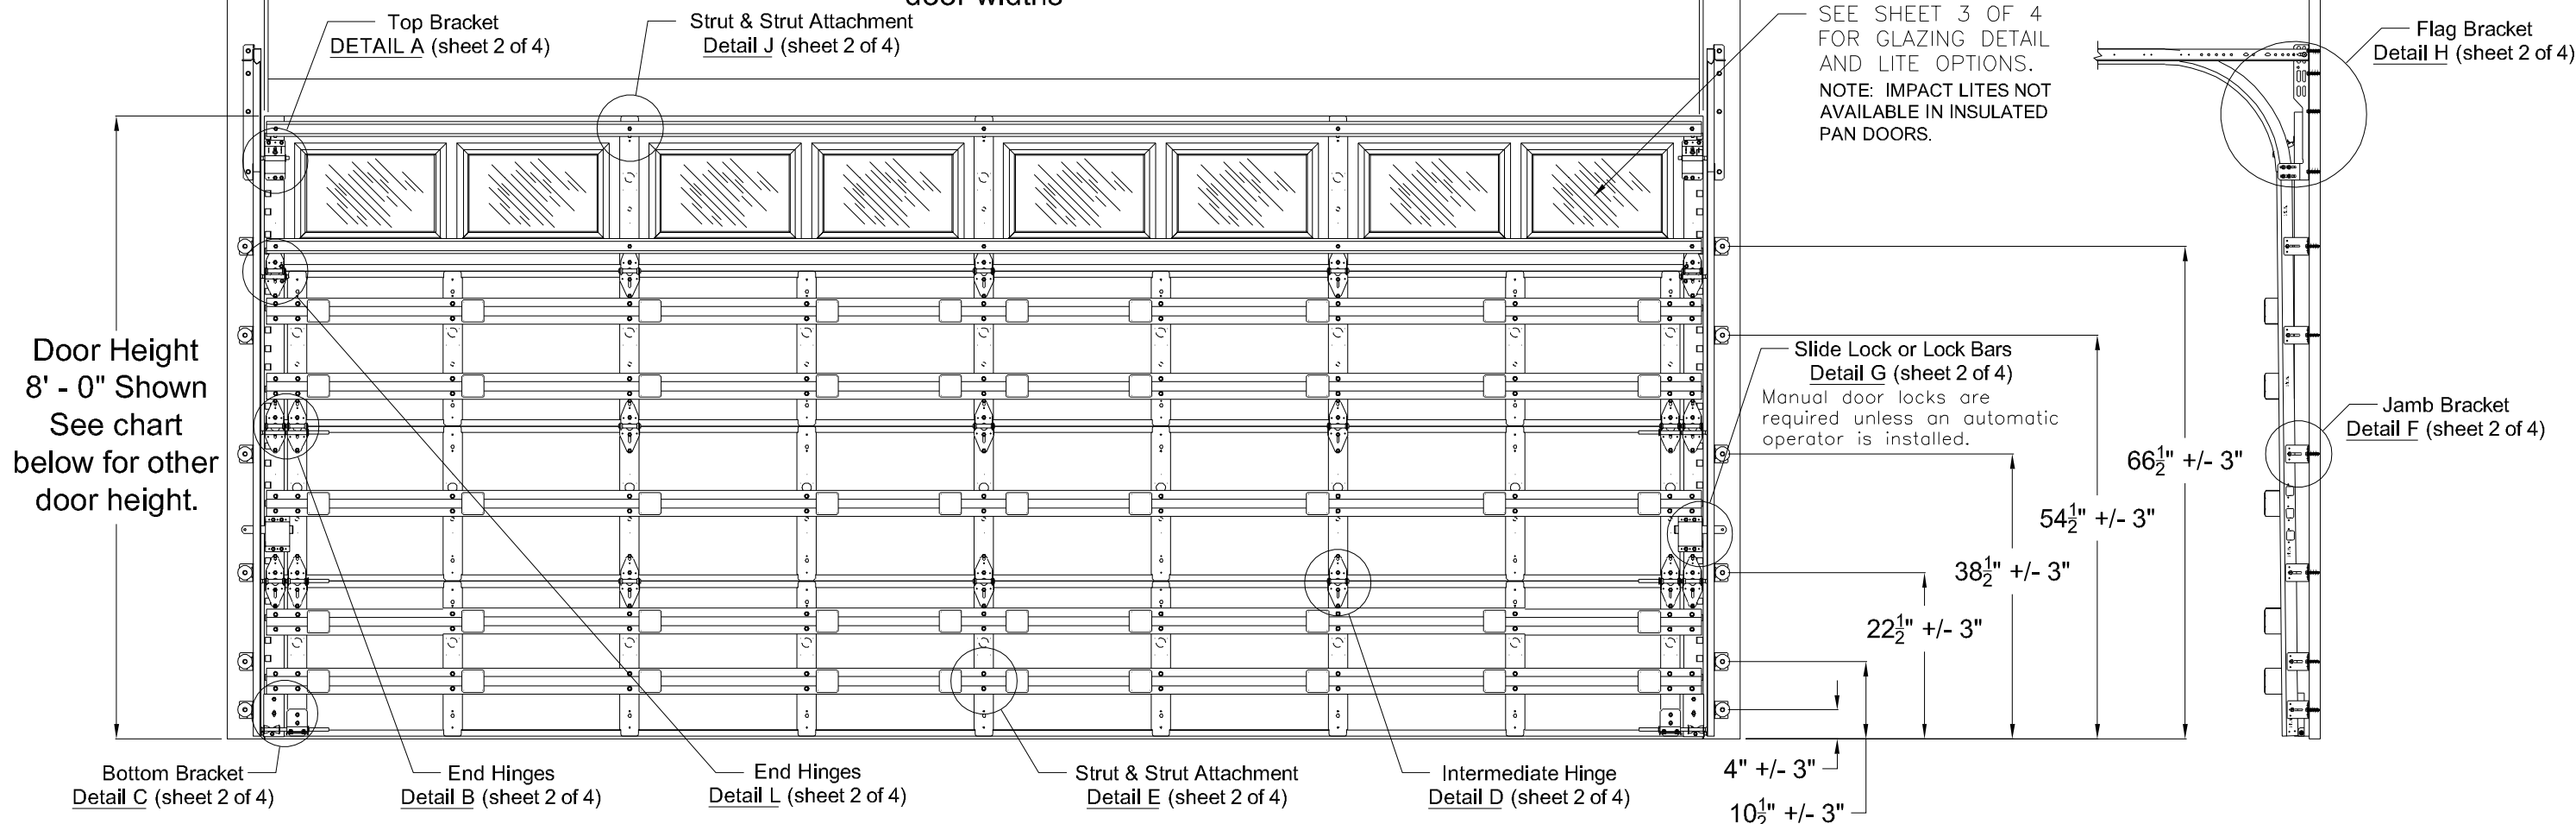 door widths
Top Bracket
DETAIL A (sheet 2 of 4)
Strut & Strut Attachment
Detail J (sheet 2 of 4)
SEE SHEET 3 OF 4
FOR GLAZING DETAIL
AND LITE OPTIONS.
NOTE: IMPACT LITES NOT
AVAILABLE IN INSULATED
PAN DOORS.
Flag Bracket
Detail H (sheet 2 of 4)
Door Height
8' - 0" Shown
See chart
below for other
door height.
Slide Lock or Lock Bars
Detail G (sheet 2 of 4)
Manual door locks are
required unless an automatic
operator is installed.
Jamb Bracket
Detail F (sheet 2 of 4)
66½" +/- 3"
54½" +/- 3"
38½" +/- 3"
22½" +/- 3"
4" +/- 3"
10½" +/- 3"
Bottom Bracket
Detail C (sheet 2 of 4)
End Hinges
Detail B (sheet 2 of 4)
End Hinges
Detail L (sheet 2 of 4)
Strut & Strut Attachment
Detail E (sheet 2 of 4)
Intermediate Hinge
Detail D (sheet 2 of 4)